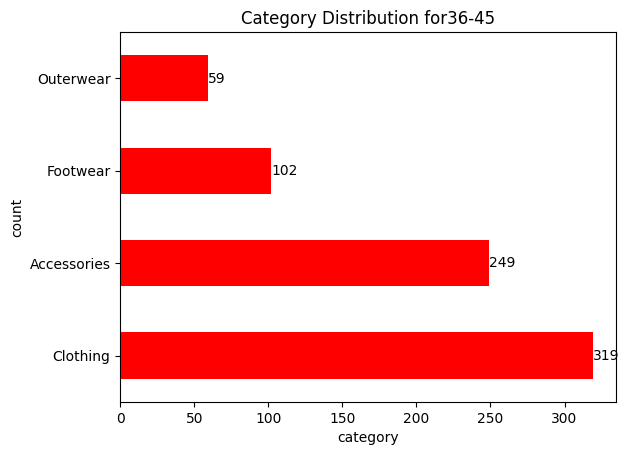 Category Distribution for36-45
Outerwear
59
Footwear
102
count
Accessories
249
Clothing
319
0 50 100 150 200 250 300
category